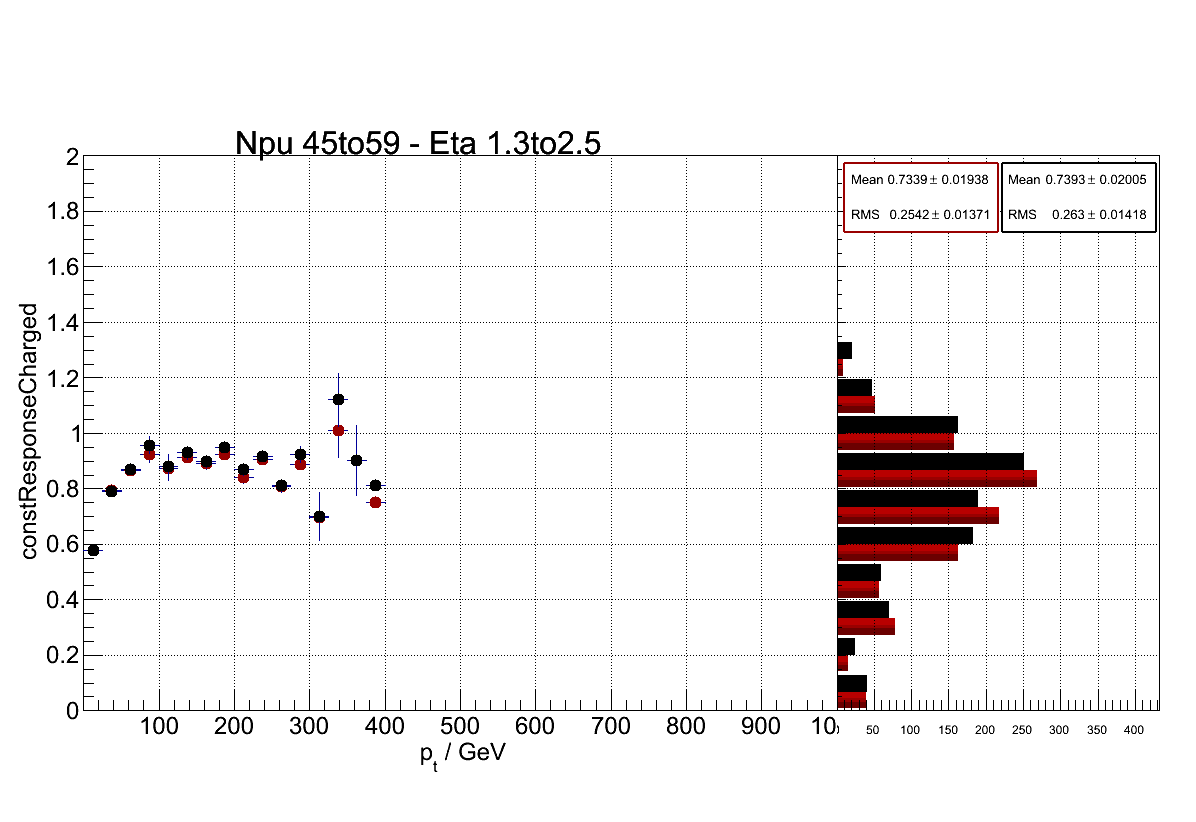 Npu 45to59 - Eta 1.3to2.5
Mean 0.7339 ± 0.01938
RMS 0.2542 ± 0.01371
Mean 0.7393 ± 0.02005
RMS 0.263 ± 0.01418
constResponseCharged
2
1.8
1.6
1.4
1.2
1
0.8
0.6
0.4
0.2
0
100 200 300 400 500 600 700 800 900 10
50 100 150 200 250 300 350 400
pt / GeV